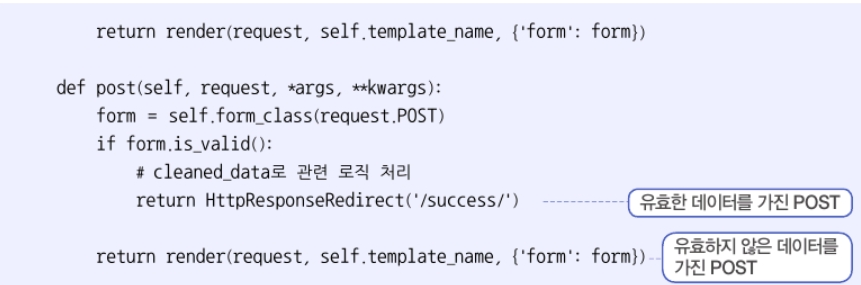 return render(request, self.template_name, {'form': form})
def post(self, request, *args, **kwargs):
form = self.form_class(request.POST)
if form.is_valid():
# cleaned_data로 관련 로직 처리
return HttpResponseRedirect('/success/')
유효한 데이터를 가진 POST
return render(request, self.template_name, {'form': form})
유효하지 않은 데이터를
가진 POST